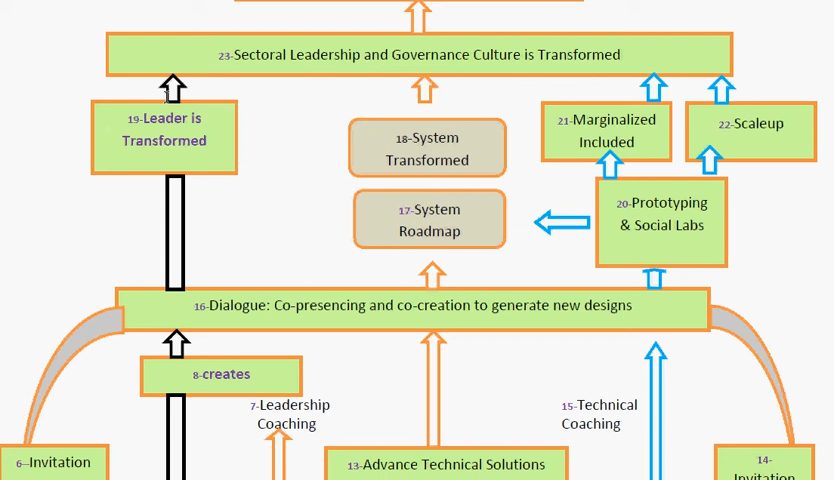 23-Sectoral Leadership and Governance Culture is Transformed
19-Leader is
Transformed
18-System
Transformed
21-Marginalized
Included
22-Scaleup
17-System
Roadmap
20-Prototyping
& Social Labs
16-Dialogue: Co-presencing and co-creation to generate new designs
8-creates
7-Leadership
Coaching
15-Technical
Coaching
6–Invitation
13-Advance Technical Solutions
14-
Invitation